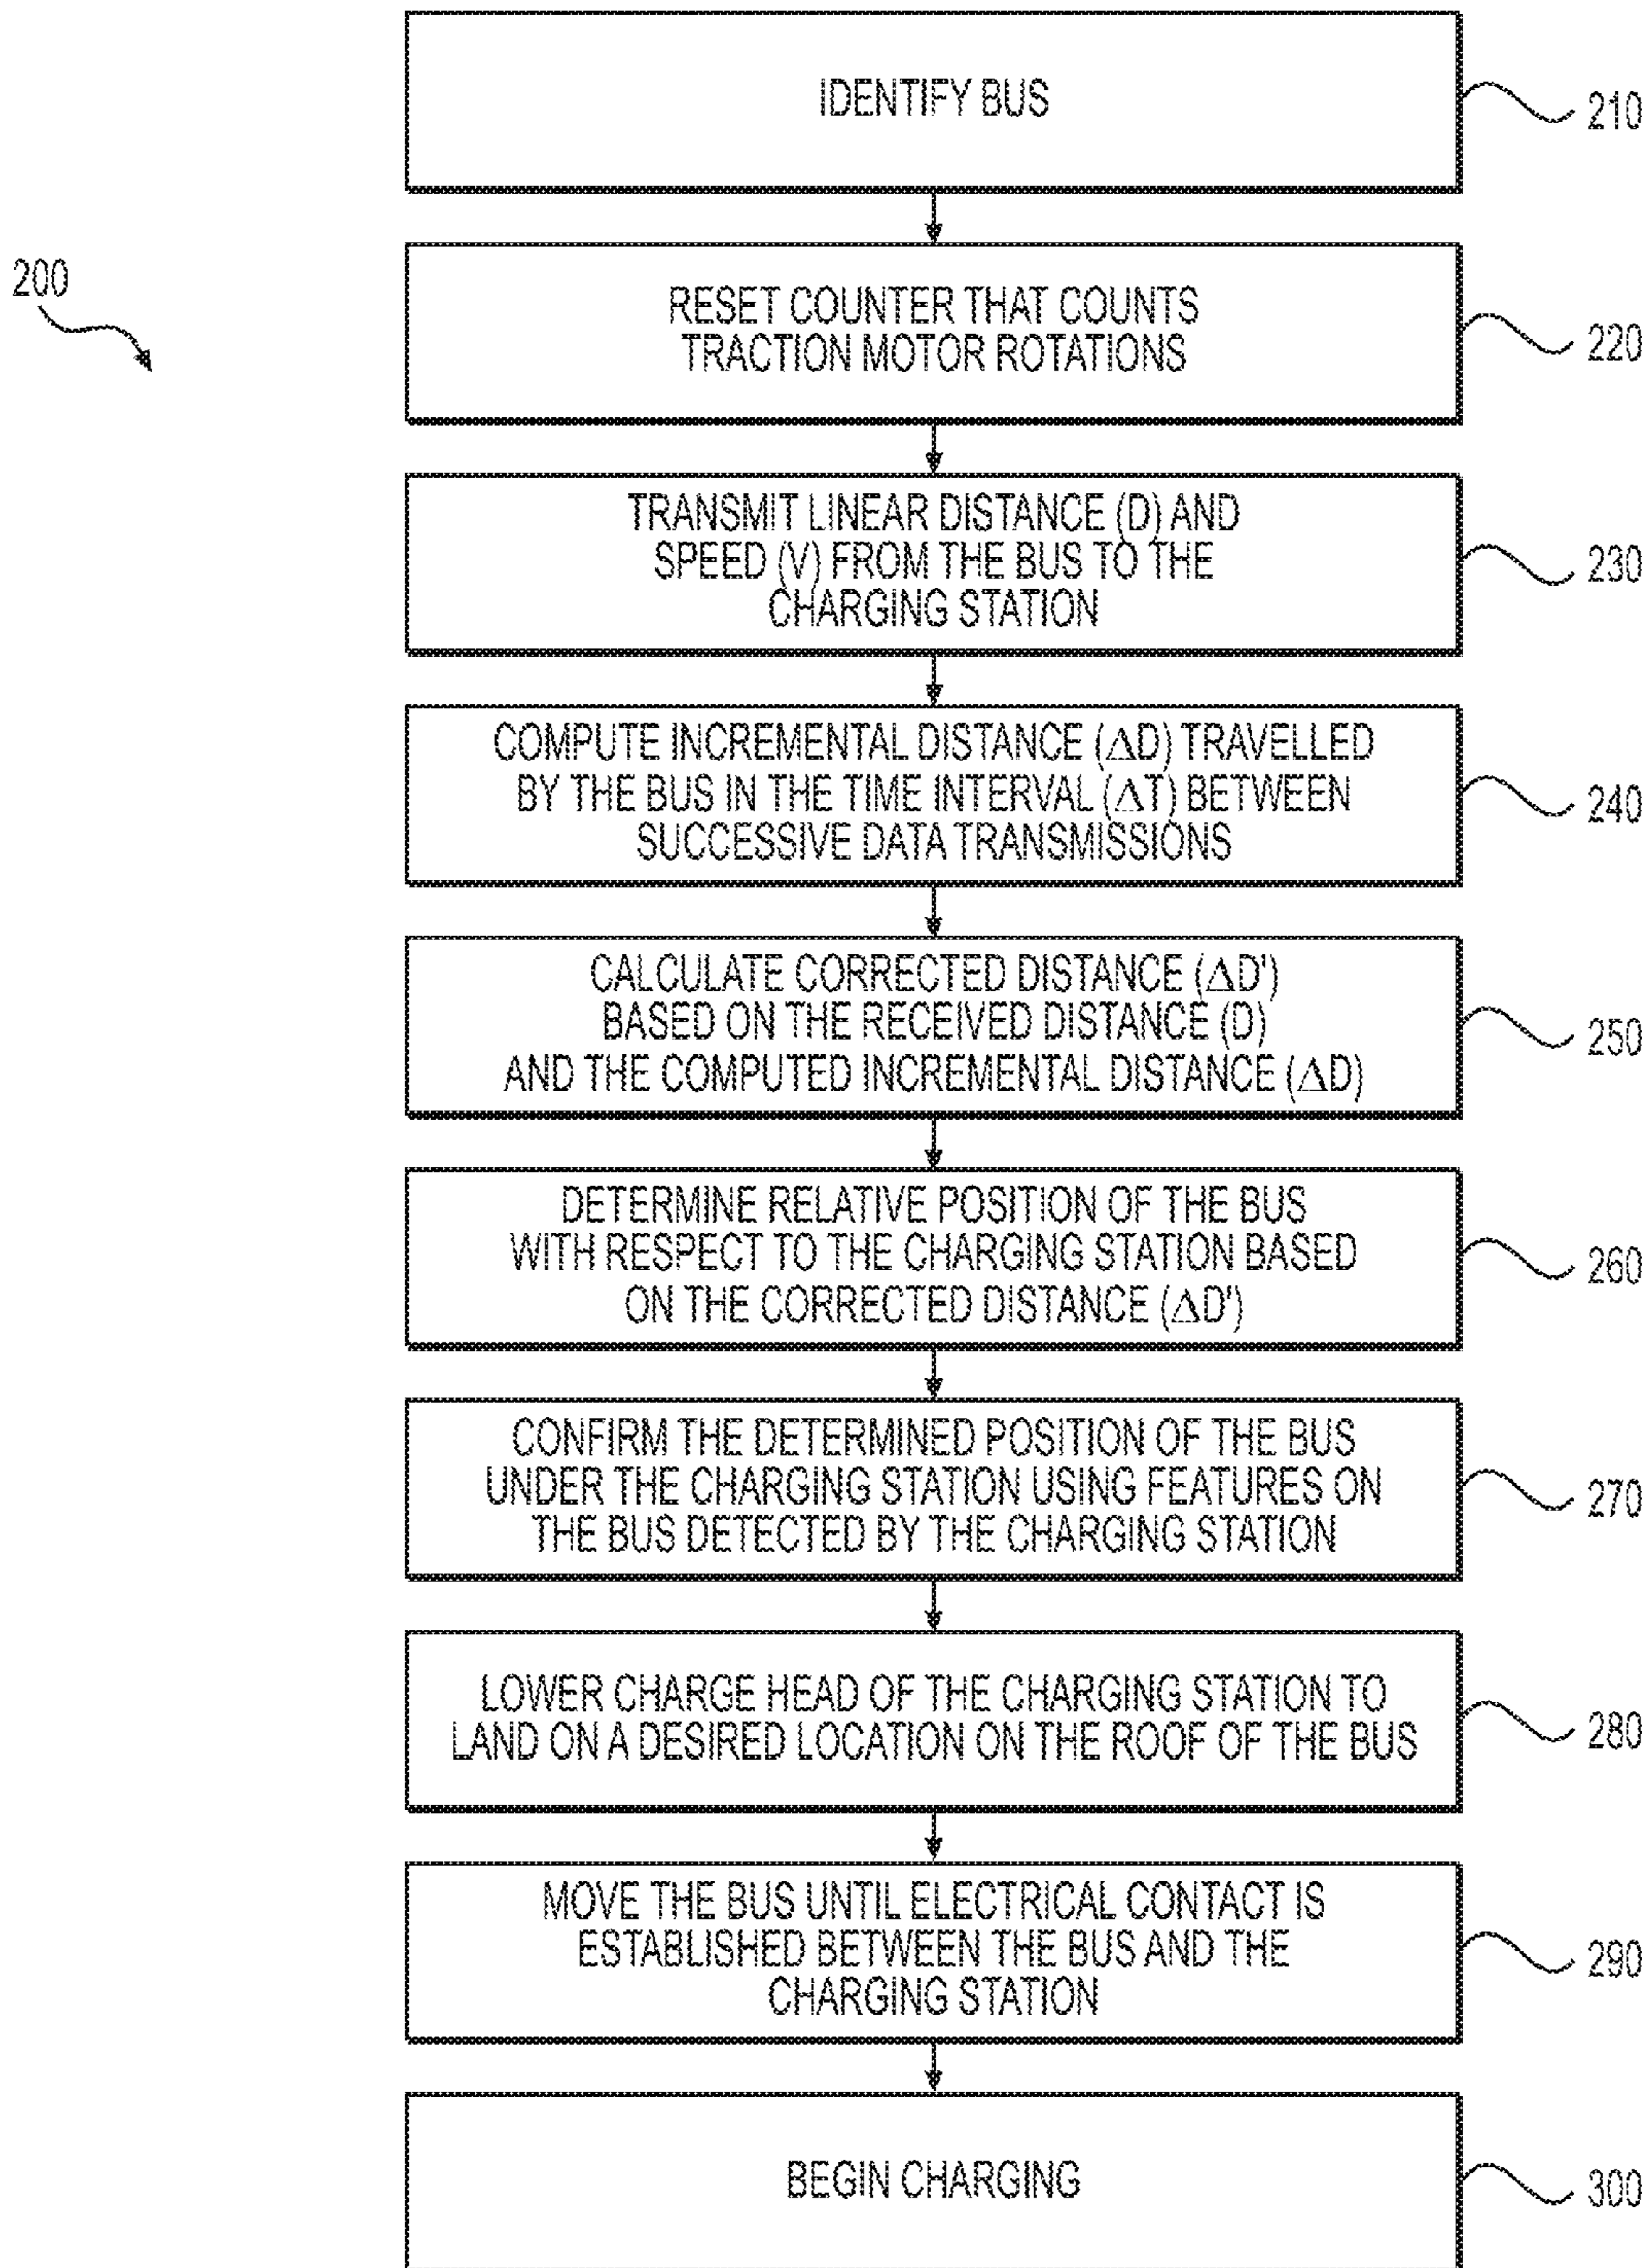 IDENTIFY BUS
210
200
RESET COUNTER THAT COUNTS
TRACTION MOTOR ROTATIONS
220
TRANSMIT LINEAR DISTANCE (D) AND
SPEED (V) FROM THE BUS TO THE
CHARGING STATION
230
COMPUTE INCREMENTAL DISTANCE (ΔD) TRAVELLED
BY THE BUS IN THE TIME INTERVAL (ΔT) BETWEEN
SUCCESSIVE DATA TRANSMISSIONS
240
CALCULATE CORRECTED DISTANCE (ΔD')
BASED ON THE RECEIVED DISTANCE (D)
AND THE COMPUTED INCREMENTAL DISTANCE (ΔD)
250
DETERMINE RELATIVE POSITION OF THE BUS
WITH RESPECT TO THE CHARGING STATION BASED
ON THE CORRECTED DISTANCE (ΔD')
260
CONFIRM THE DETERMINED POSITION OF THE BUS
UNDER THE CHARGING STATION USING FEATURES ON
THE BUS DETECTED BY THE CHARGING STATION
270
LOWER CHARGE HEAD OF THE CHARGING STATION TO
LAND ON A DESIRED LOCATION ON THE ROOF OF THE BUS
280
MOVE THE BUS UNTIL ELECTRICAL CONTACT IS
ESTABLISHED BETWEEN THE BUS AND THE
CHARGING STATION
290
BEGIN CHARGING
300